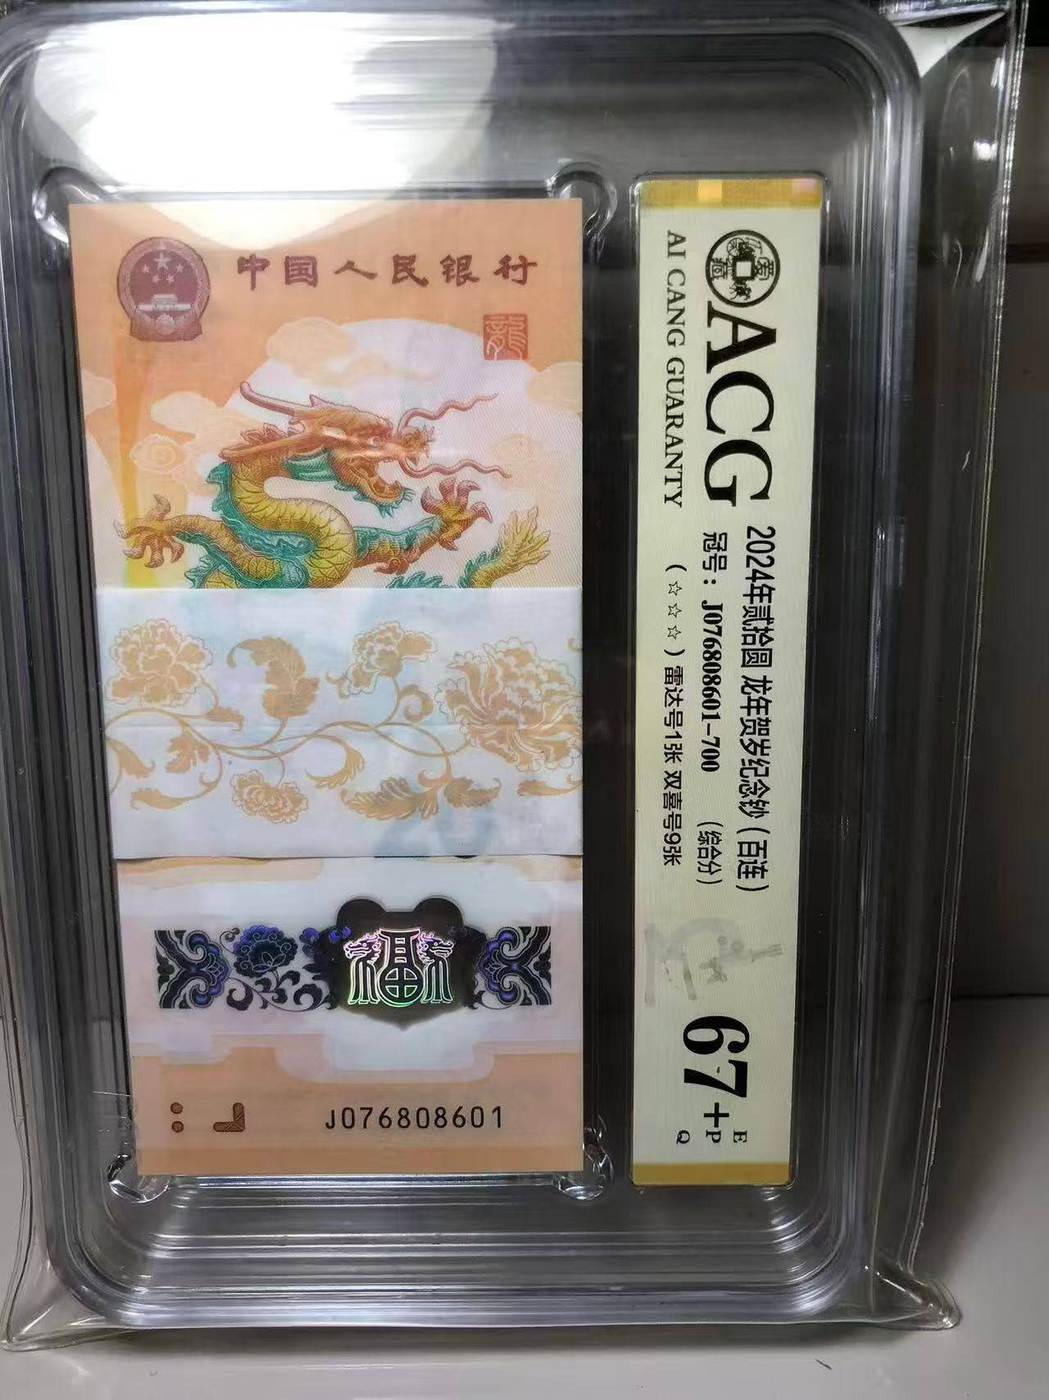 中国人民银行
龍
福
J076808601
ACG
AI CANG GUARANTY
2024年贰拾圆 龙年贺岁纪念钞（百连）
冠号：J076808601-700 （综合分）
（☆☆☆）雷达号1张 双喜号9张
67+
E
P
Q